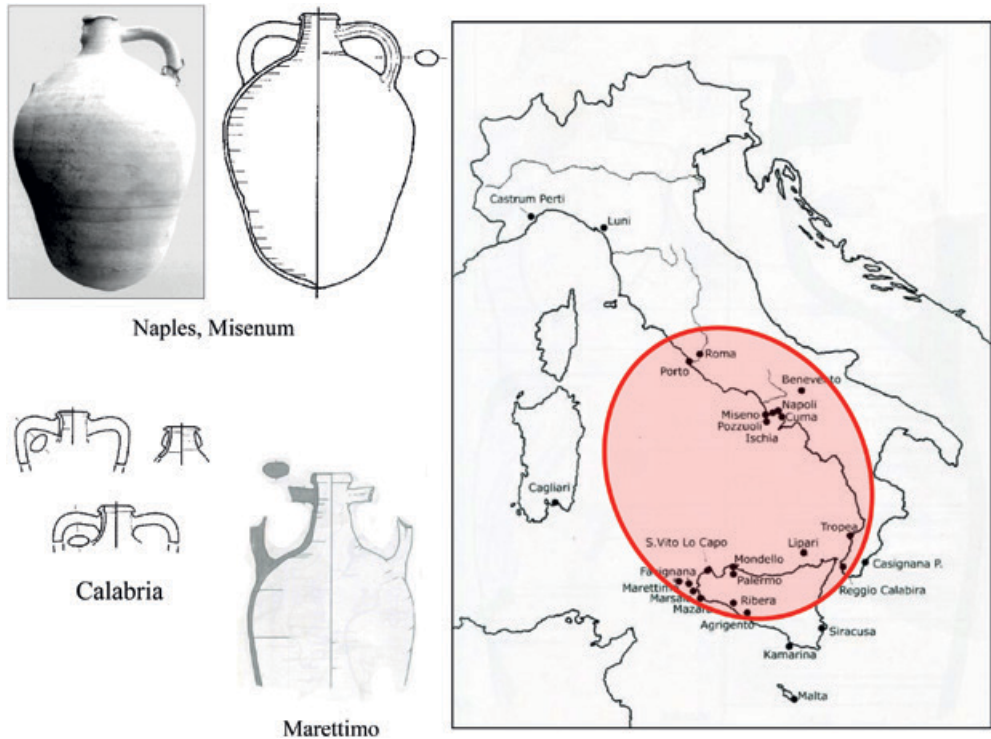 Naples, Misenum
Calabria
Marettimo
Castrum Perti
Luni
Roma
Porto
Benevento
Napoli
Miseno
Cuma
Pozzuoli
Ischia
Cagliari
Tropea
S.Vito Lo Capo
Lipari
Mondello
Casignana P.
Favignana
Palermo
Marettimo
Reggio Calabira
Marsala
Ribera
Mazara
Agrigento
Siracusa
Kamarina
Malta